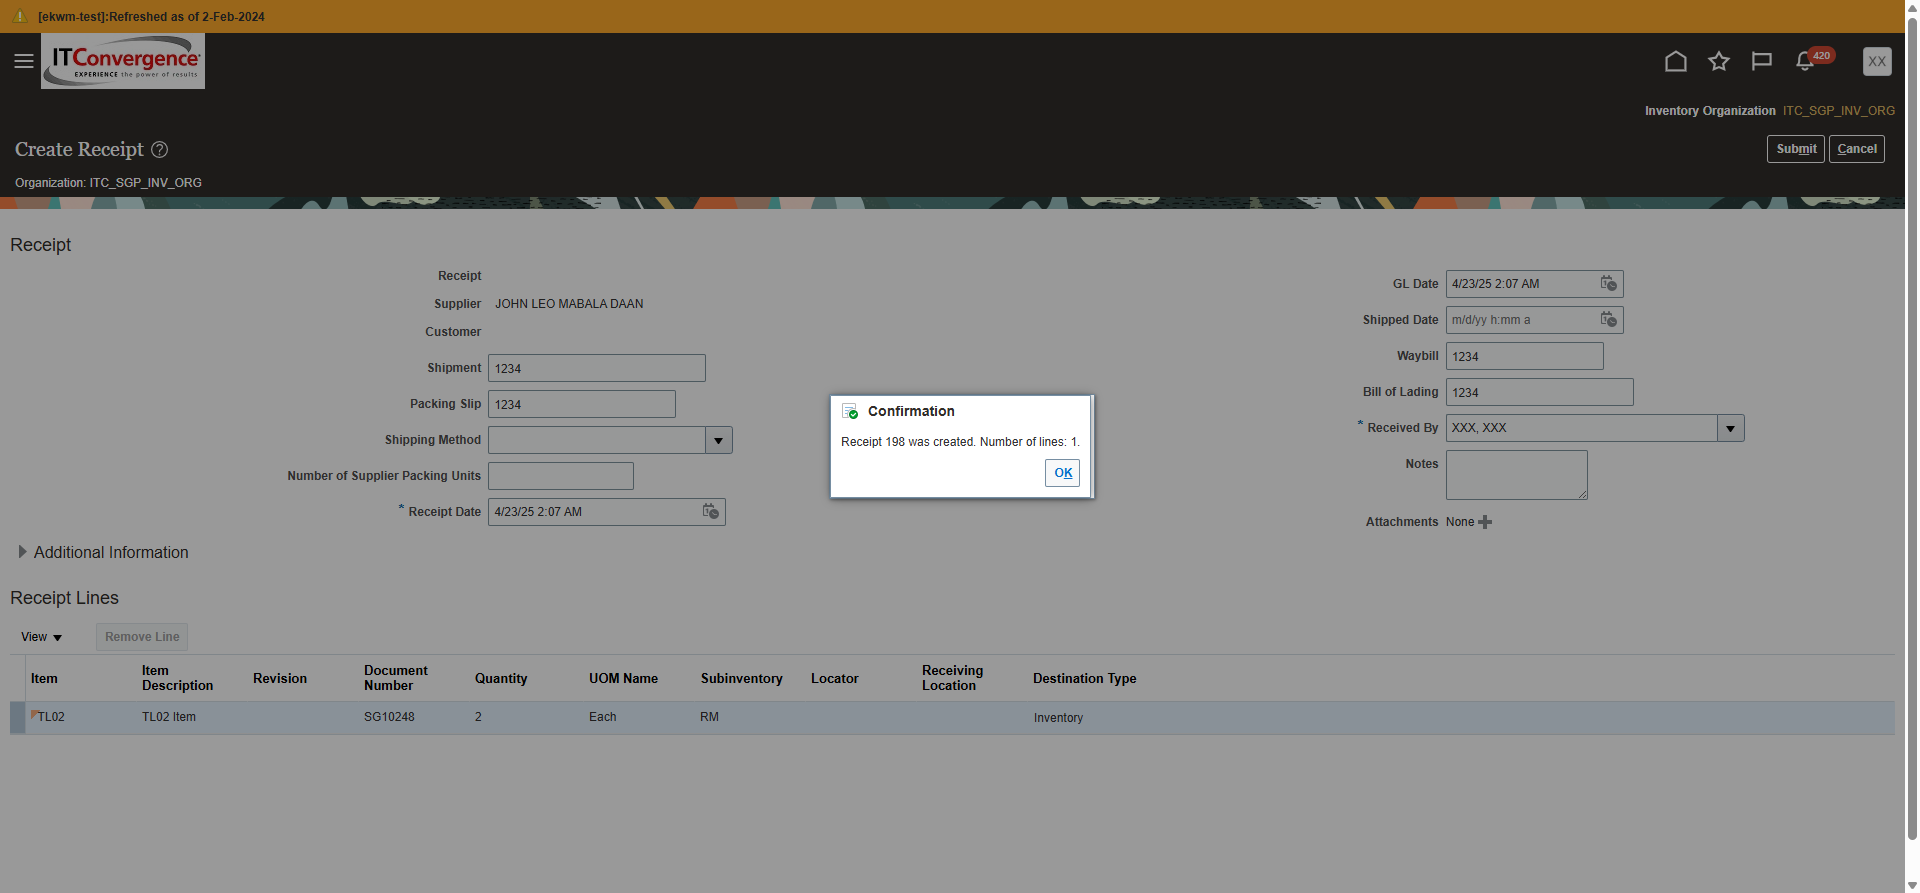 [ekwm-test]:Refreshed as of 2-Feb-2024
ITConvergence
EXPERIENCE the power of results
420
XX
Inventory Organization ITC_SGP_INV_ORG
Create Receipt ?
Submit Cancel
Organization: ITC_SGP_INV_ORG
Receipt
Receipt
Supplier JOHN LEO MABALA DAAN
Customer
Shipment 1234
Packing Slip 1234
Shipping Method
Number of Supplier Packing Units
* Receipt Date 4/23/25 2:07 AM
GL Date 4/23/25 2:07 AM
Shipped Date m/d/yy h:mm a
Waybill 1234
Bill of Lading 1234
* Received By XXX, XXX
Notes
Attachments None
Confirmation
Receipt 198 was created. Number of lines: 1.
OK
Additional Information
Receipt Lines
View Remove Line
Item Item Description Revision Document Number Quantity UOM Name Subinventory Locator Receiving Location Destination Type
TL02 TL02 Item SG10248 2 Each RM Inventory